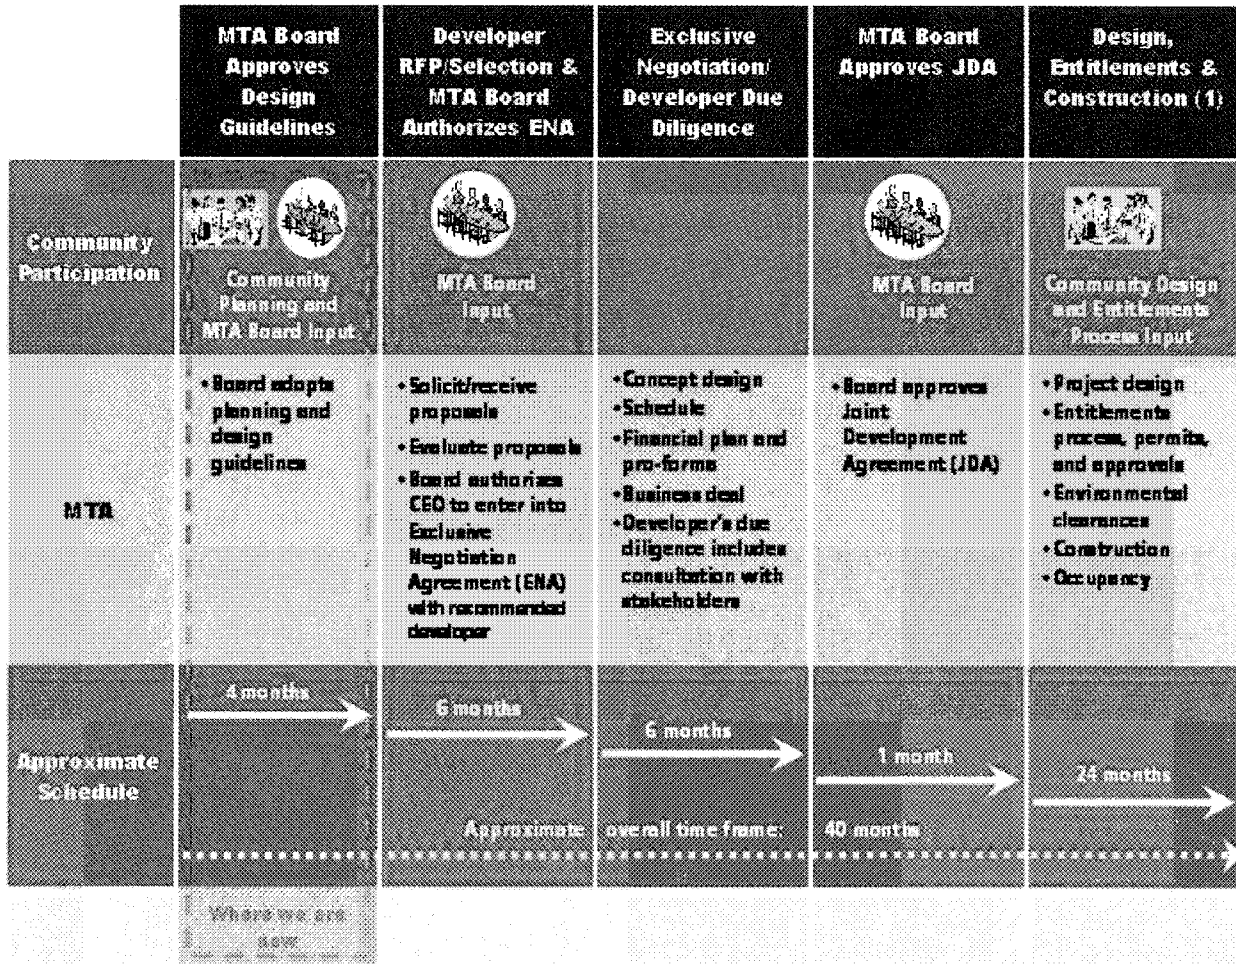 MTA Board
Approves
Design
Guidelines
Developer
RFP/Selection &
MTA Board
Authorizes ENA
Exclusive
Negotiation/
Developer Due
Diligence
MTA Board
Approves JDA
Design,
Entitlements &
Construction (1)
Community
Participation
Community
Planning and
MTA Board Input
MTA Board
Input
MTA Board
Input
Community Design
and Entitlements
Process Input
MTA
• Board adopts
planning and
design
guidelines
• Solicit/receive
proposals
• Evaluate proposals
• Board authorizes
CEO to enter into
Exclusive
Negotiation
Agreement (ENA)
with recommended
developer
• Concept design
• Schedule
• Financial plan and
pro-forma
• Business deal
• Developer's due
diligence includes
consultation with
stakeholders
• Board approves
Joint
Development
Agreement (JDA)
• Project design
• Entitlements
process, permits,
and approvals
• Environmental
clearances
• Construction
• Occupancy
Approximate
Schedule
4 months
6 months
6 months
1 month
24 months
Approximate overall time frame: 40 months
Where we are
now